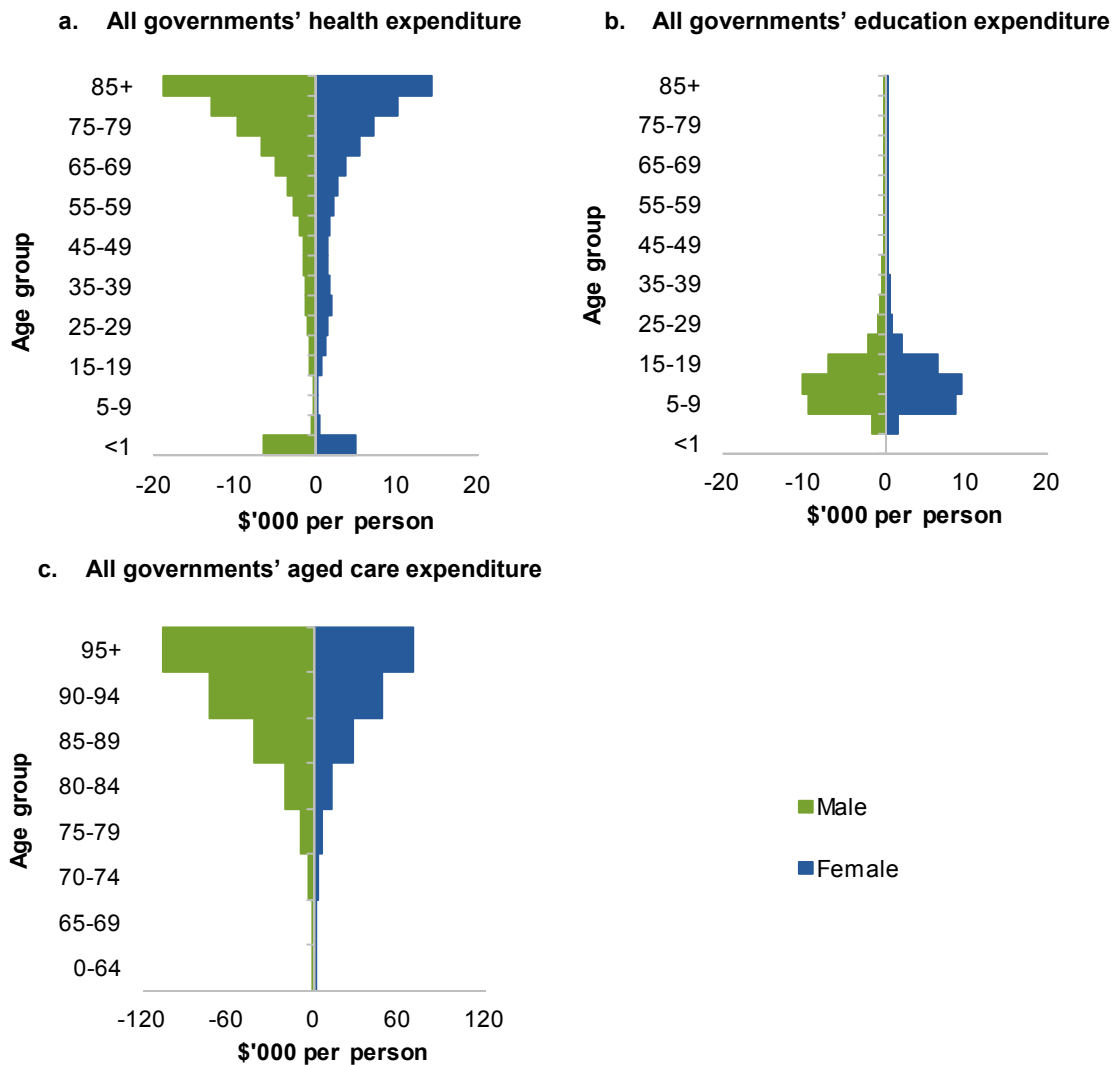 a. All governments’ health expenditure
b. All governments’ education expenditure
Age group
85+
75-79
65-69
55-59
45-49
35-39
25-29
15-19
5-9
<1
-20 -10 0 10 20
$'000 per person
Age group
85+
75-79
65-69
55-59
45-49
35-39
25-29
15-19
5-9
<1
-20 -10 0 10 20
$'000 per person
c. All governments’ aged care expenditure
Age group
95+
90-94
85-89
80-84
75-79
70-74
65-69
0-64
-120 -60 0 60 120
$'000 per person
Male
Female